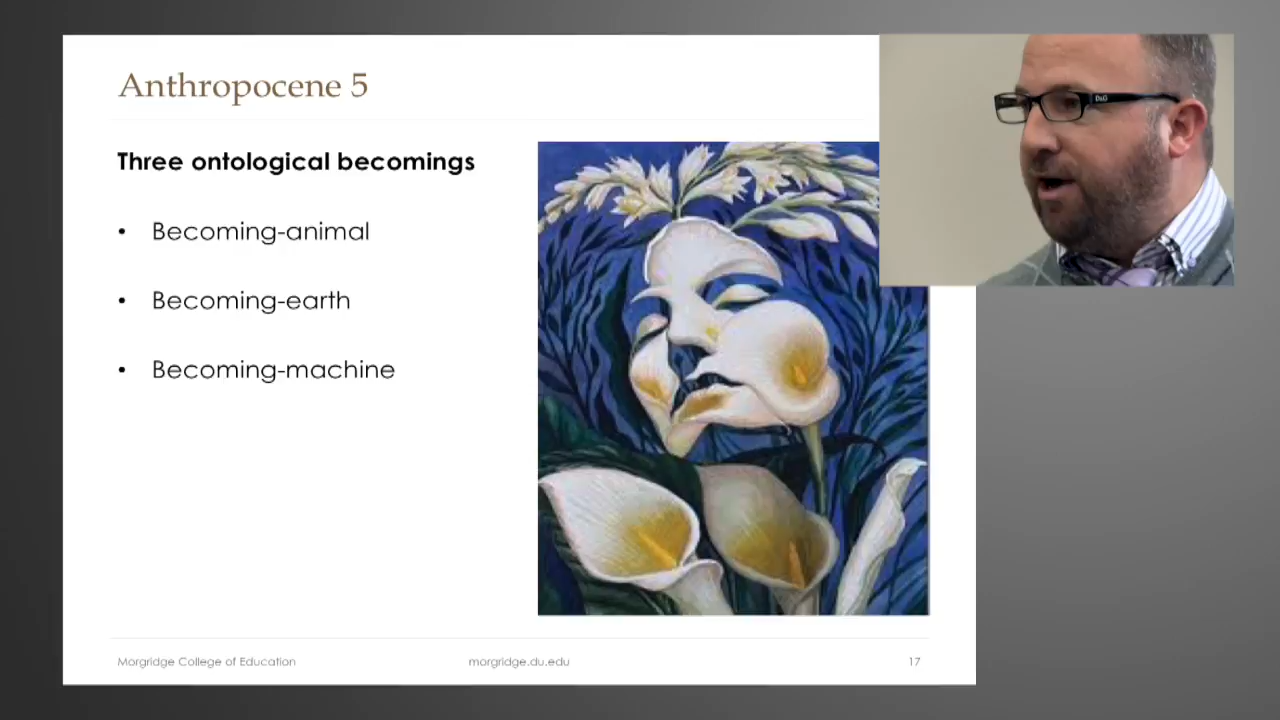 Anthropocene 5
Three ontological becomings
• Becoming-animal
• Becoming-earth
• Becoming-machine
D&G
Morgridge College of Education
morgridge.du.edu
17